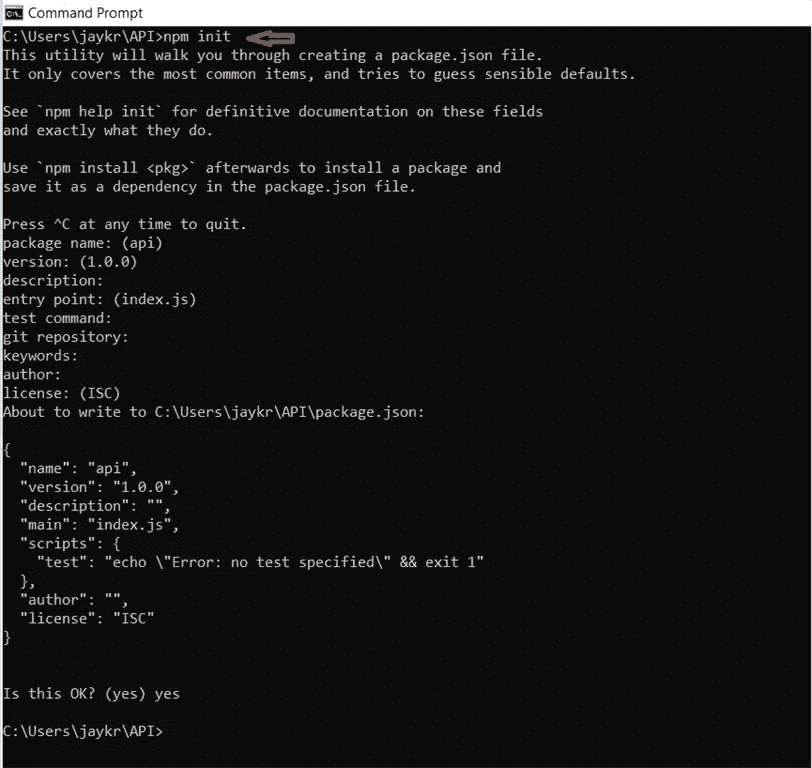 Command Prompt
C:\Users\jaykr\API>npm init
This utility will walk you through creating a package.json file.
It only covers the most common items, and tries to guess sensible defaults.
See `npm help init` for definitive documentation on these fields
and exactly what they do.
Use `npm install <pkg>` afterwards to install a package and
save it as a dependency in the package.json file.
Press ^C at any time to quit.
package name: (api)
version: (1.0.0)
description:
entry point: (index.js)
test command:
git repository:
keywords:
author:
license: (ISC)
About to write to C:\Users\jaykr\API\package.json:
{
  "name": "api",
  "version": "1.0.0",
  "description": "",
  "main": "index.js",
  "scripts": {
    "test": "echo \"Error: no test specified\" && exit 1"
  },
  "author": "",
  "license": "ISC"
}
Is this OK? (yes) yes
C:\Users\jaykr\API>